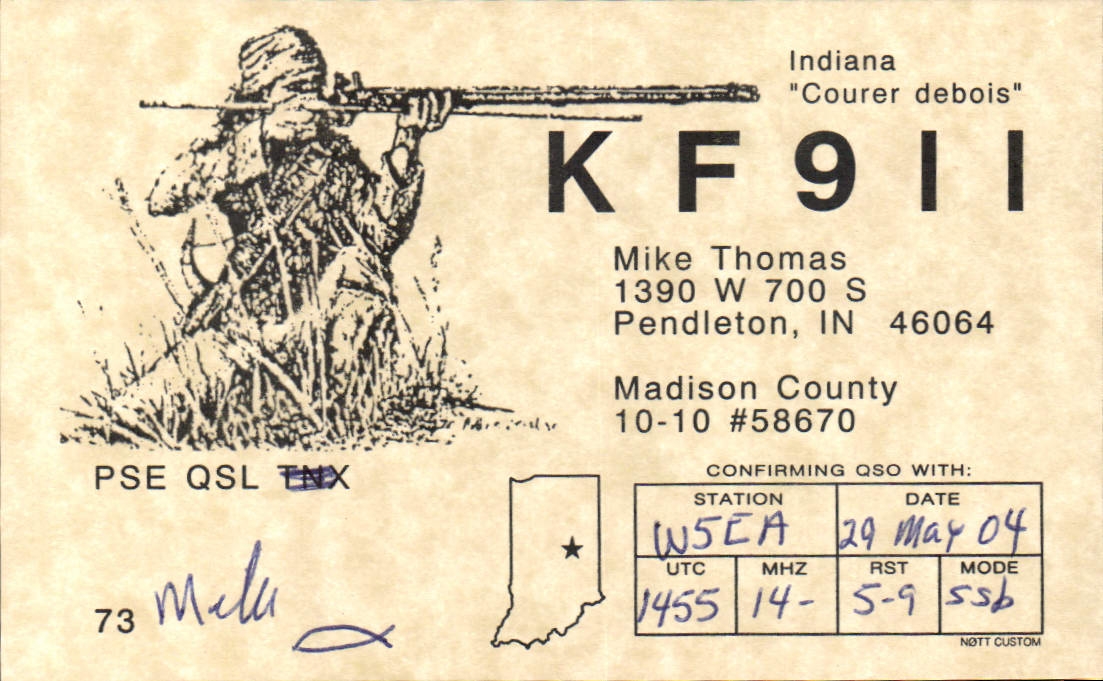 Indiana
"Courer debois"
KF9II
Mike Thomas
1390 W 700 S
Pendleton, IN 46064
Madison County
10-10 #58670
PSE QSL TNX
73 Mike
CONFIRMING QSO WITH:
STATION DATE
W5EA 29 May 04
UTC MHZ RST MODE
1455 14- 5-9 ssb
NØTT CUSTOM